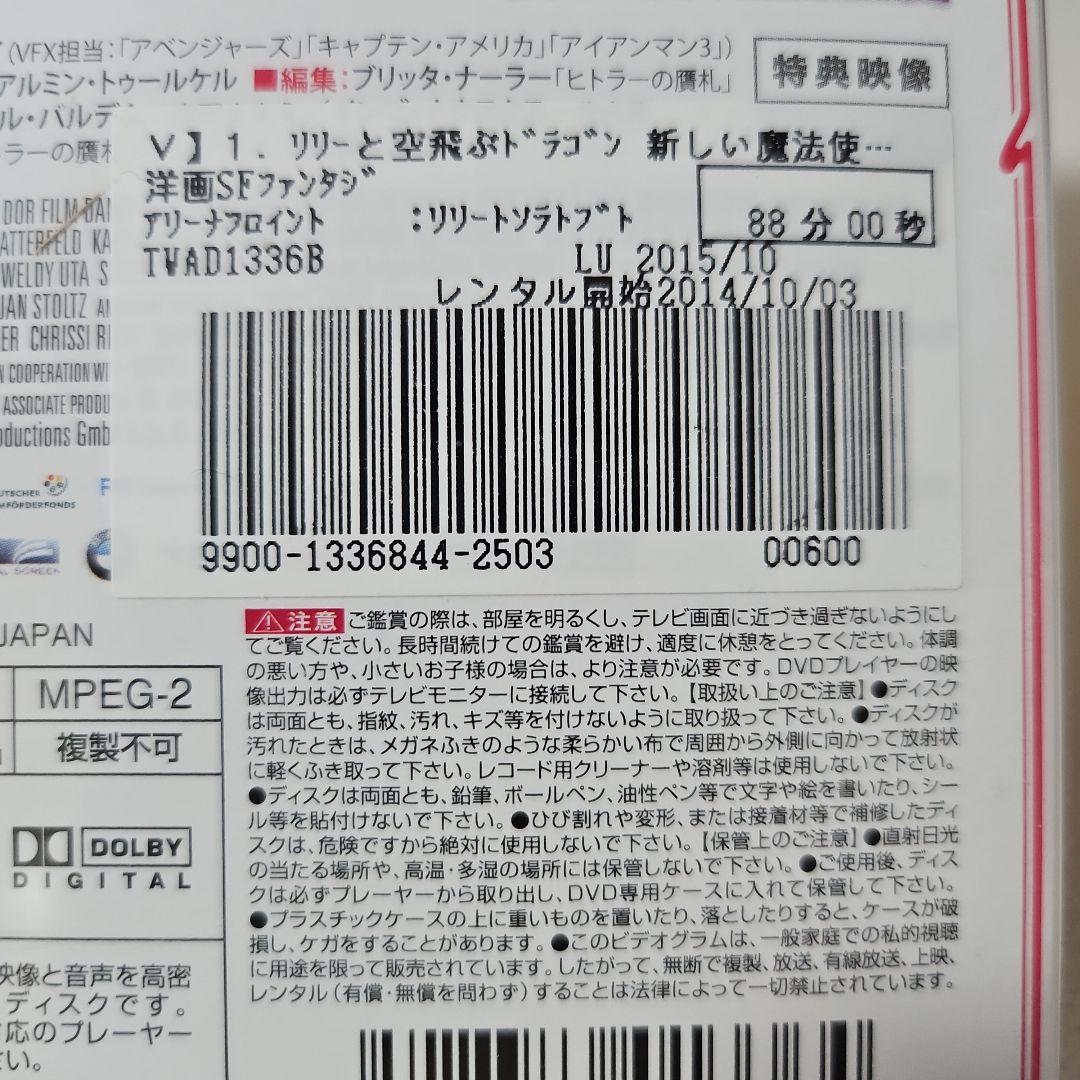 (VFX担当:「アベンジャーズ」「キャプテン・アメリカ」「アイアンマン3」)
アルミン・トゥールケル ■編集:ブリッタ・ナーラー「ヒトラーの贋札」
特典映像
ル・バルデ
トラーの贋札
V】1. リリーと空飛ぶドラゴン 新しい魔法使…
洋画SFファンタジ
アリーナフロイント :リリートソラトブト
88分00秒
TWAD1336B LU 2015/10
レンタル開始2014/10/03
9900-1336844-2503 00600
DOR FILM
ATTERFELD KA
WELDY UTA S
JAN STOLTZ
ER CHRISSI
N COOPERATION WI
ASSOCIATE PRODU
oductions Gmb
JAPAN
MPEG-2
複製不可
DOLBY
DIGITAL
映像と音声を高密
ディスクです。
対応のプレーヤー
さい。
注意 ご鑑賞の際は、部屋を明るくし、テレビ画面に近づき過ぎないようにし
てご覧ください。長時間続けての鑑賞を避け、適度に休憩をとってください。体調
の悪い方や、小さいお子様の場合は、より注意が必要です。DVDプレイヤーの映
像出力は必ずテレビモニターに接続して下さい。【取扱い上のご注意】●ディスク
は両面とも、指紋、汚れ、キズ等を付けないように取り扱って下さい。●ディスクが
汚れたときは、メガネふきのような柔らかい布で周囲から外側に向かって放射状
に軽くふき取って下さい。レコード用クリーナーや溶剤等は使用しないで下さい。
●ディスクは両面とも、鉛筆、ボールペン、油性ペン等で文字や絵を書いたり、シー
ル等を貼付けないで下さい。●ひび割れや変形、または接着材等で補修したディ
スクは、危険ですから絶対に使用しないで下さい。【保管上のご注意】●直射日光
の当たる場所や、高温・多湿の場所には保管しないで下さい。●ご使用後、ディス
クは必ずプレーヤーから取り出し、DVD専用ケースに入れて保管して下さい。
●プラスチックケースの上に重いものを置いたり、落としたりすると、ケースが破
損し、ケガをすることがあります。●このビデオグラムは、一般家庭での私的視聴
に用途を限って販売されています。したがって、無断で複製、放送、有線放送、上映、
レンタル(有償・無償を問わず)することは法律によって一切禁止されています。